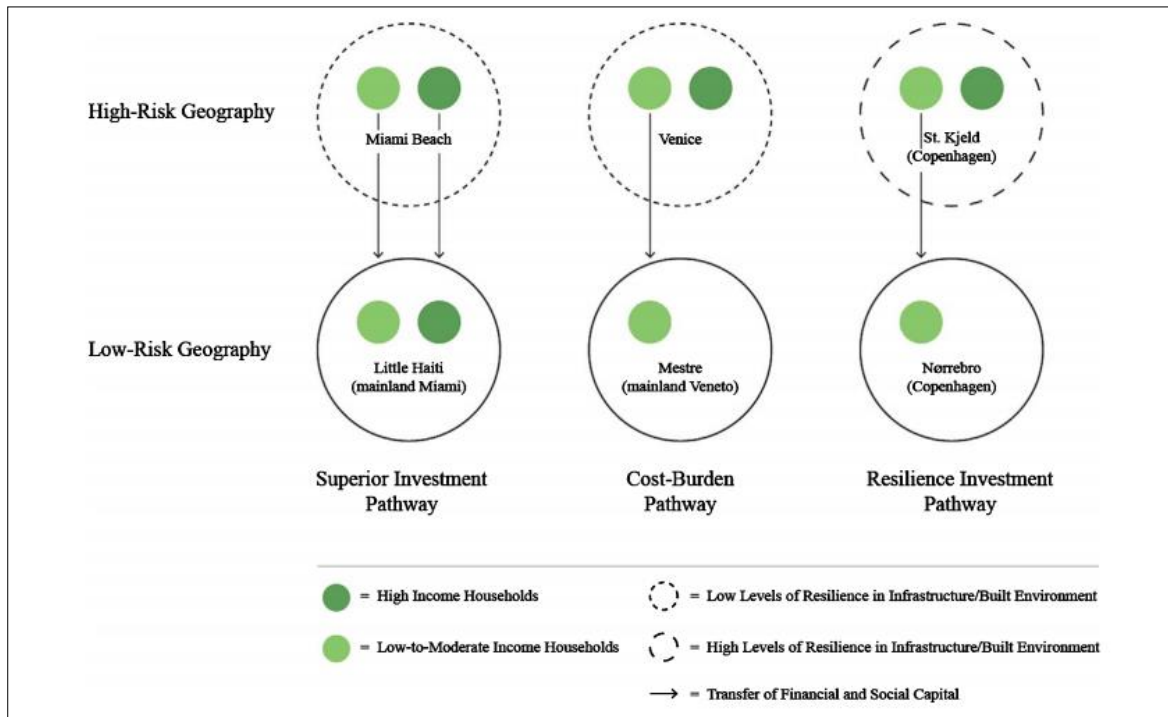 High-Risk Geography
Miami Beach
Venice
St. Kjeld
(Copenhagen)
Low-Risk Geography
Little Haiti
(mainland Miami)
Mestre
(mainland Veneto)
Nørrebro
(Copenhagen)
Superior Investment
Pathway
Cost-Burden
Pathway
Resilience Investment
Pathway
= High Income Households
= Low-to-Moderate Income Households
= Low Levels of Resilience in Infrastructure/Built Environment
= High Levels of Resilience in Infrastructure/Built Environment
= Transfer of Financial and Social Capital